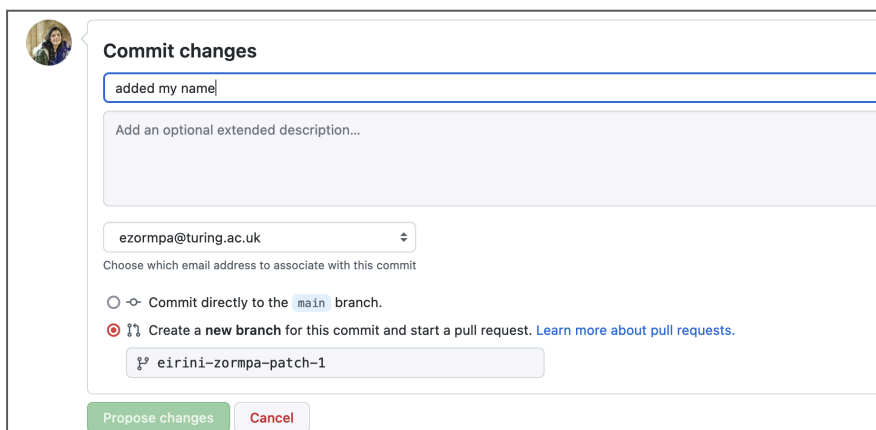 Commit changes
added my name
Add an optional extended description...
ezormpa@turing.ac.uk
Choose which email address to associate with this commit
Commit directly to the main branch.
Create a new branch for this commit and start a pull request. Learn more about pull requests.
eirini-zormpa-patch-1
Propose changes Cancel